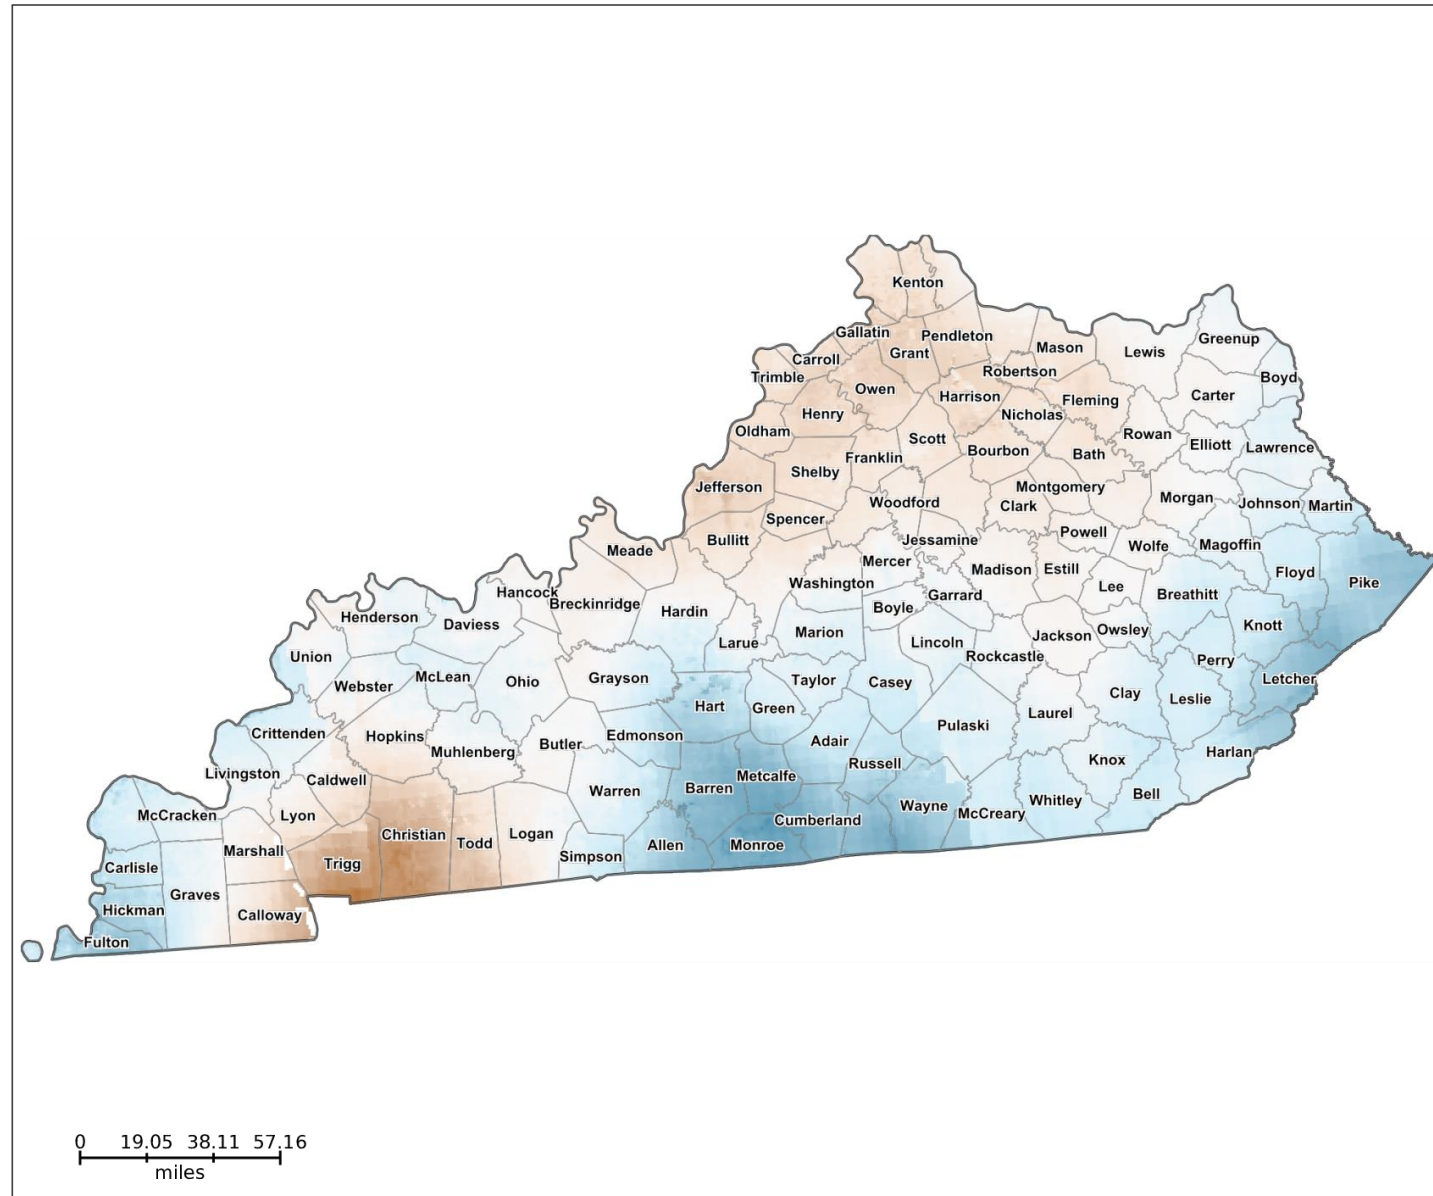 Kenton
Gallatin
Pendleton
Grant
Mason
Lewis
Greenup
Carroll
Trimble
Robertson
Boyd
Owen
Harrison
Fleming
Carter
Henry
Nicholas
Oldham
Scott
Rowan
Elliott
Lawrence
Franklin
Bourbon
Bath
Shelby
Jefferson
Montgomery
Woodford
Clark
Morgan
Johnson
Martin
Spencer
Bullitt
Jessamine
Powell
Wolfe
Magoffin
Meade
Mercer
Madison
Estill
Floyd
Pike
Washington
Lee
Hancock
Breckinridge
Garrard
Breathitt
Henderson
Daviess
Hardin
Boyle
Knott
Marion
Larue
Lincoln
Jackson
Owsley
Union
Rockcastle
Perry
Webster
McLean
Ohio
Grayson
Taylor
Casey
Letcher
Clay
Leslie
Hart
Green
Laurel
Crittenden
Hopkins
Muhlenberg
Butler
Edmonson
Adair
Pulaski
Harlan
Livingston
Caldwell
Metcalfe
Russell
Knox
Warren
Barren
McCracken
Lyon
Cumberland
Wayne
McCreary
Whitley
Bell
Marshall
Christian
Todd
Logan
Simpson
Allen
Monroe
Carlisle
Trigg
Graves
Hickman
Calloway
Fulton
0 19.05 38.11 57.16
miles